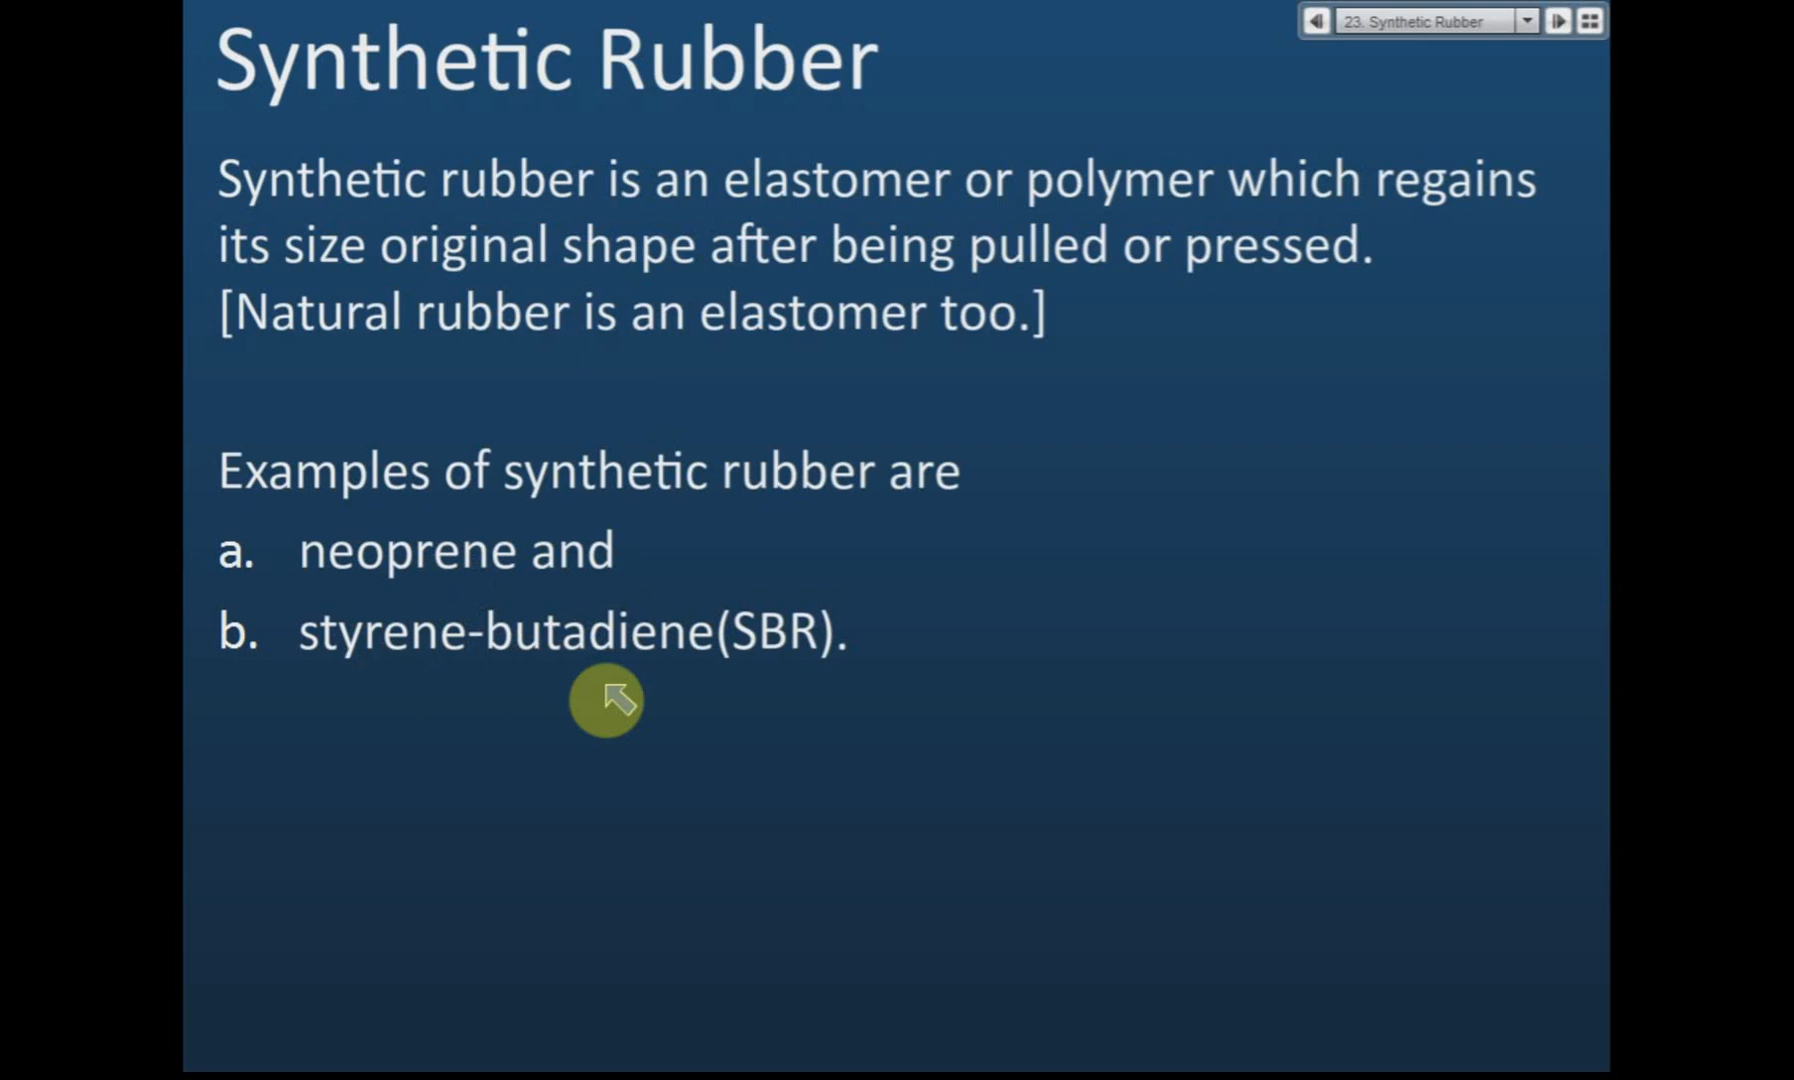 23. Synthetic Rubber
Synthetic Rubber
Synthetic rubber is an elastomer or polymer which regains
its size original shape after being pulled or pressed.
[Natural rubber is an elastomer too.]
Examples of synthetic rubber are
a. neoprene and
b. styrene-butadiene(SBR).